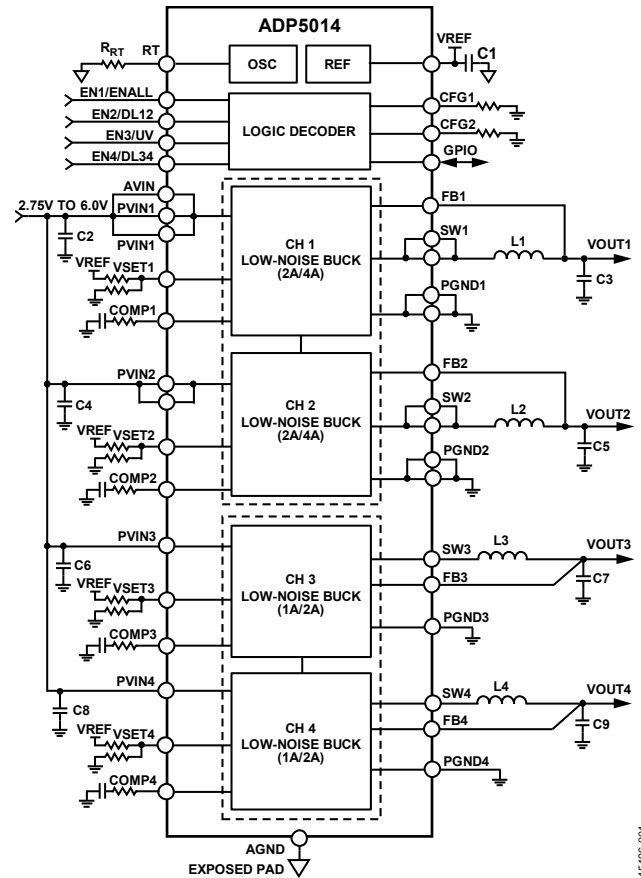 ADP5014
RRT
RT
OSC
REF
VREF
C1
EN1/ENALL
EN2/DL12
EN3/UV
EN4/DL34
LOGIC DECODER
CFG1
CFG2
GPIO
2.75V TO 6.0V
AVIN
PVIN1
PVIN1
C2
VREF
VSET1
COMP1
CH 1
LOW-NOISE BUCK
(2A/4A)
FB1
SW1
L1
VOUT1
C3
PGND1
PVIN2
C4
VREF
VSET2
COMP2
CH 2
LOW-NOISE BUCK
(2A/4A)
FB2
SW2
L2
VOUT2
C5
PGND2
PVIN3
C6
VREF
VSET3
COMP3
CH 3
LOW-NOISE BUCK
(1A/2A)
SW3
L3
VOUT3
FB3
C7
PGND3
PVIN4
C8
VREF
VSET4
COMP4
CH 4
LOW-NOISE BUCK
(1A/2A)
SW4
L4
VOUT4
FB4
C9
PGND4
AGND
EXPOSED PAD